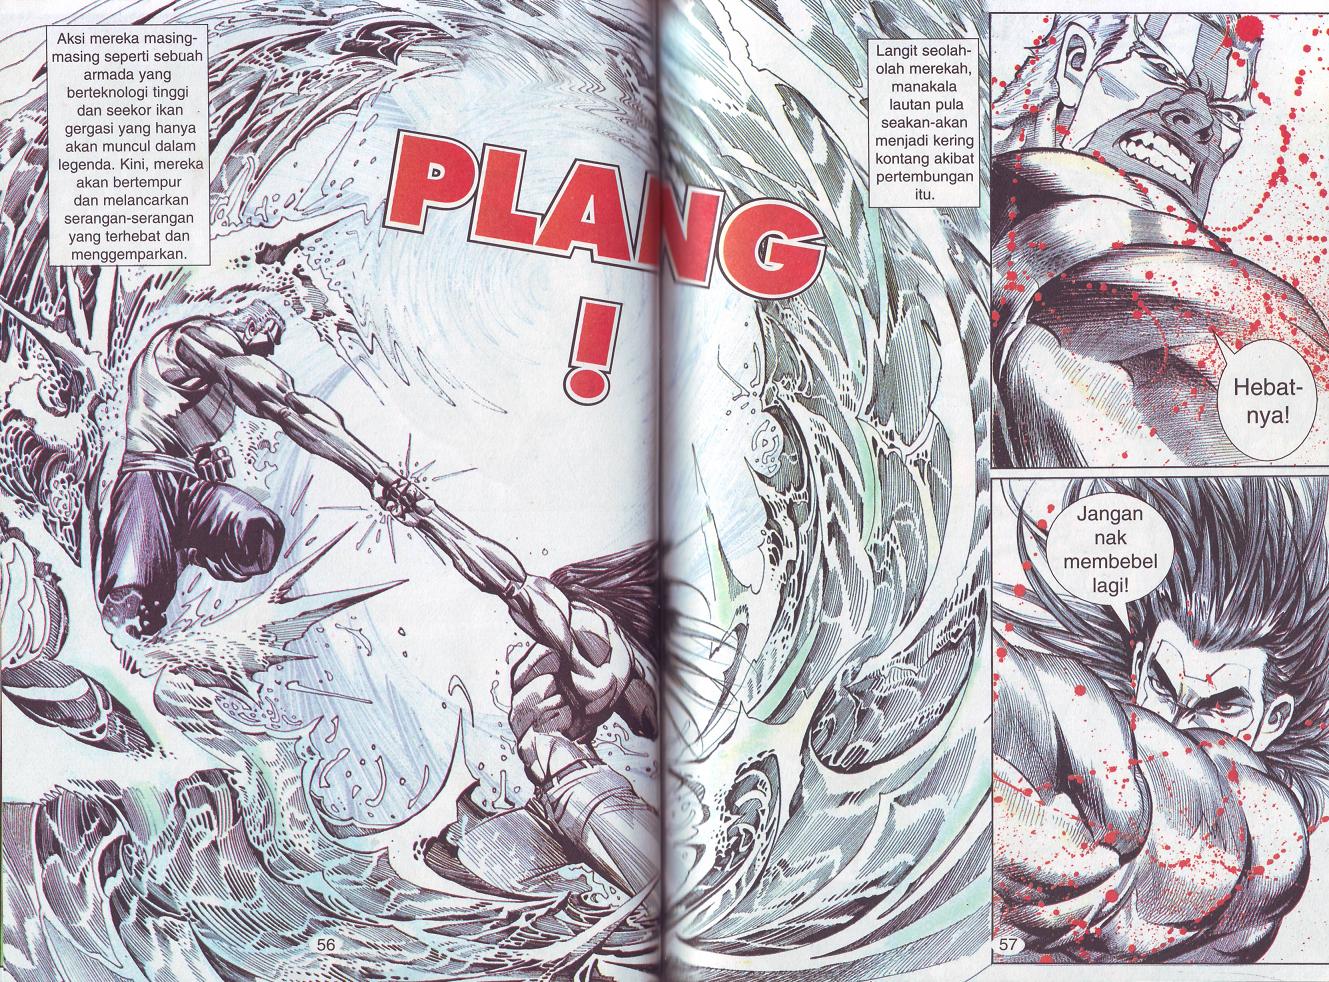 Aksi mereka masing-
masing seperti sebuah
armada yang
berteknologi tinggi
dan seekor ikan
gergasi yang hanya
akan muncul dalam
legenda. Kini, mereka
akan bertempur
dan melancarkan
serangan-serangan
yang terhebat dan
menggemparkan.
PLANG
!
Langit seolah-
olah merekah,
manakala
lautan pula
seakan-akan
menjadi kering
kontang akibat
pertembungan
itu.
Hebat-
nya!
Jangan
nak
membebel
lagi!
56
57